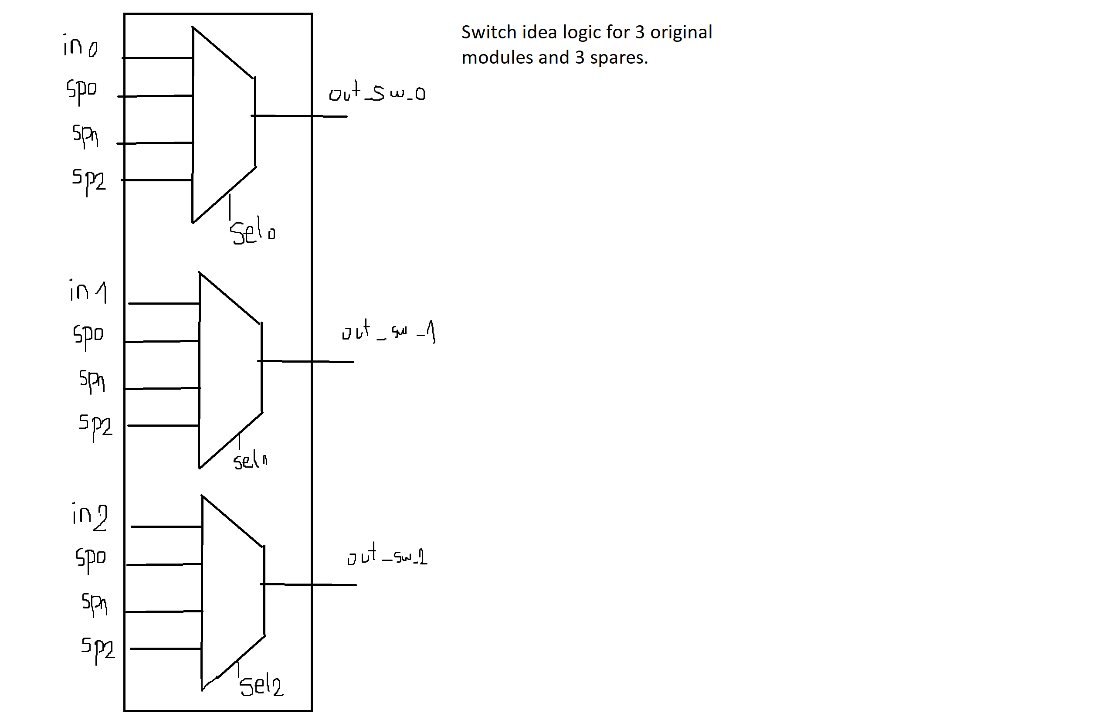 in0
Switch idea logic for 3 original
modules and 3 spares.
sp0
out_sw_0
sp1
sp2
sel0
in1
sp0
out_sw_1
sp1
sp2
sel1
in2
sp0
out_sw_2
sp1
sp2
sel2